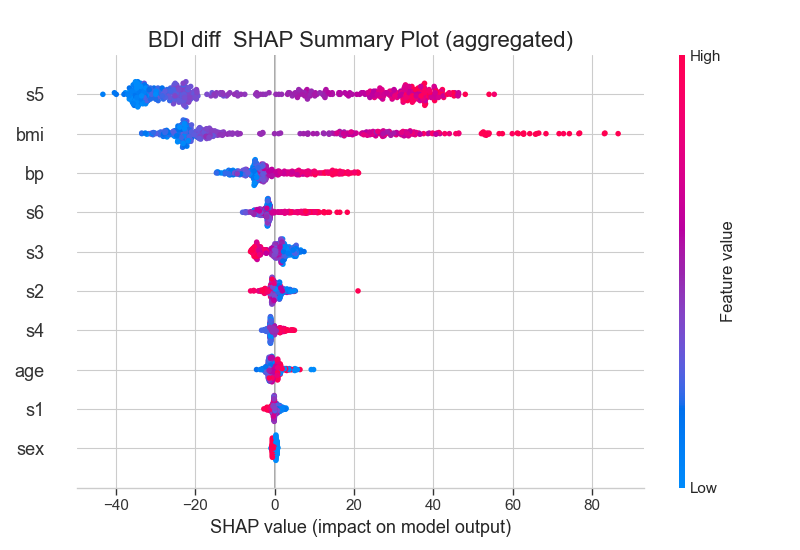 BDI diff  SHAP Summary Plot (aggregated)
High
s5
bmi
bp
s6
s3
s2
s4
age
s1
sex
Feature value
Low
−40 −20 0 20 40 60 80
SHAP value (impact on model output)